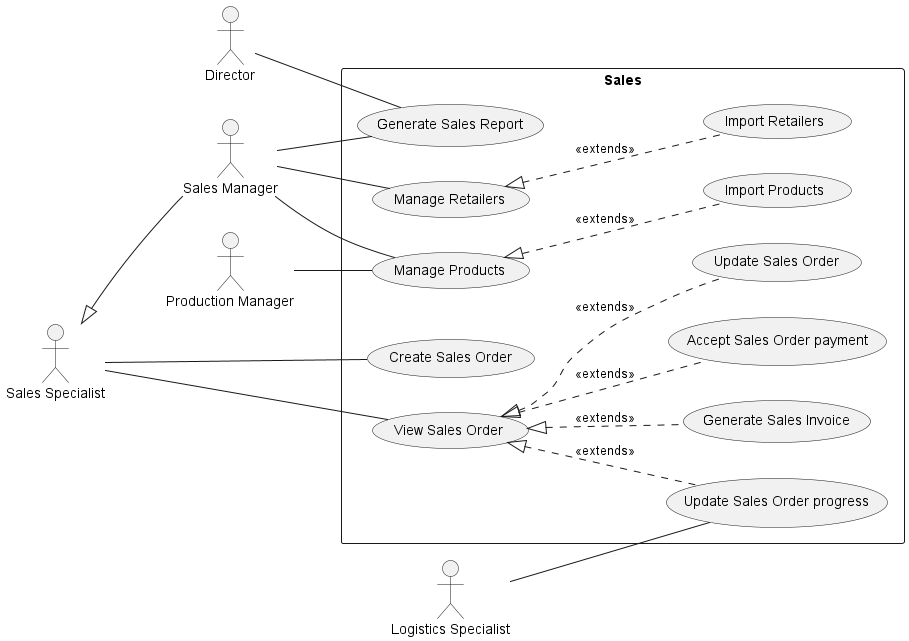 Director
Sales
Generate Sales Report
Import Retailers
«extends»
Sales Manager
Manage Retailers
Import Products
«extends»
Manage Products
Update Sales Order
Production Manager
«extends»
Accept Sales Order payment
Create Sales Order
«extends»
Sales Specialist
«extends»
Generate Sales Invoice
View Sales Order
«extends»
Update Sales Order progress
Logistics Specialist